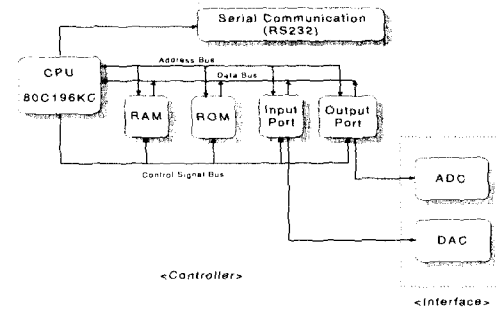 Serial Communication
(RS232)
CPU
80C196KC
Address Bus
Data Bus
RAM
ROM
Input
Port
Output
Port
Control Signal Bus
ADC
DAC
<Controller>
<Interface>